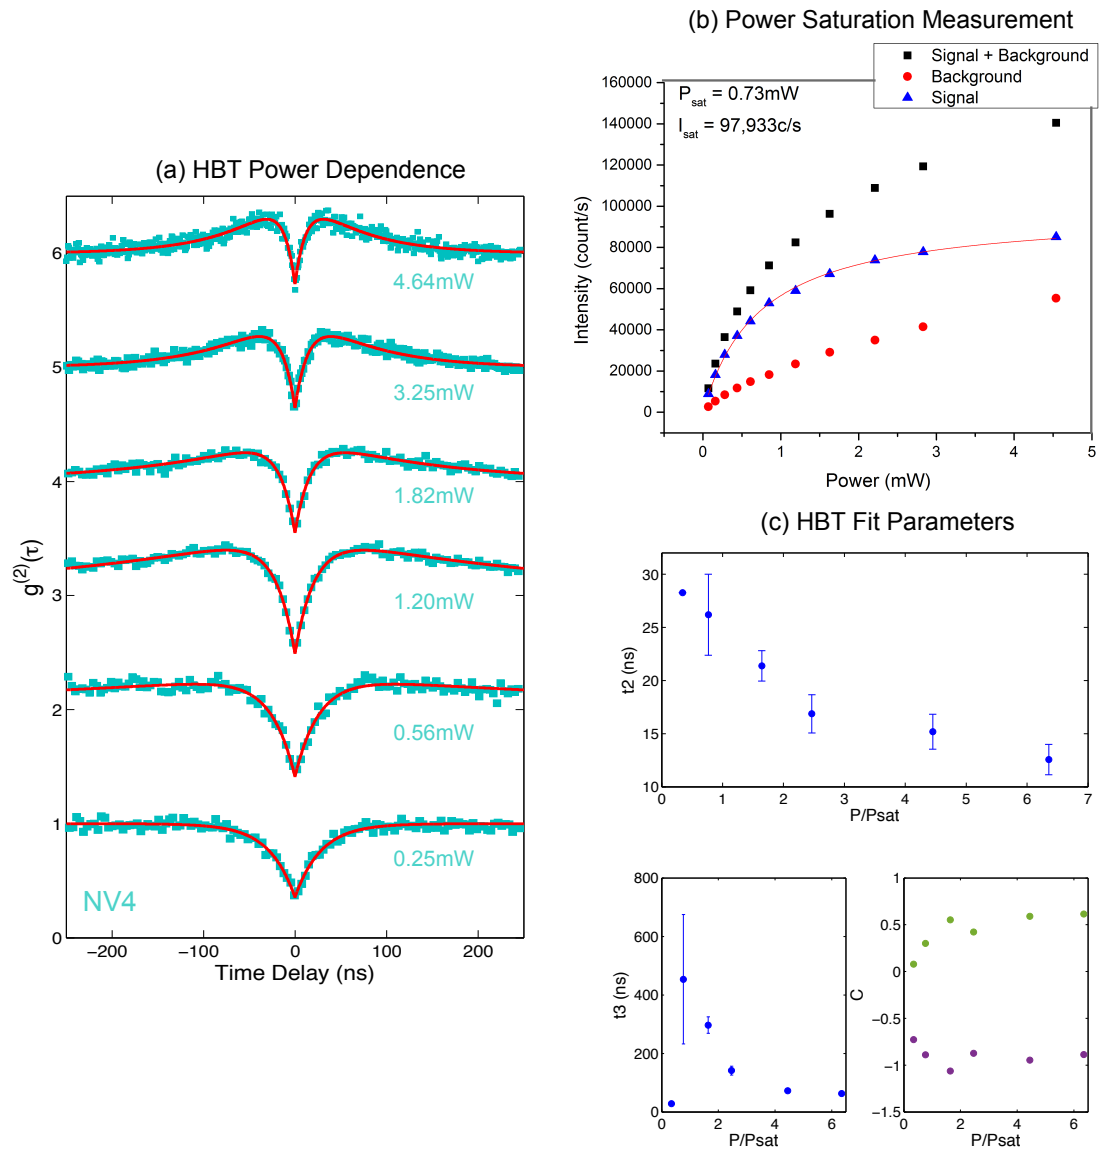 (a) HBT Power Dependence
g(2)(τ)
6
5
4
3
2
1
0
4.64mW
3.25mW
1.82mW
1.20mW
0.56mW
0.25mW
NV4
−200 −100 0 100 200
Time Delay (ns)
(b) Power Saturation Measurement
Signal + Background
Background
Signal
Psat = 0.73mW
Isat = 97,933c/s
Intensity (count/s)
160000
140000
120000
100000
80000
60000
40000
20000
0
0 1 2 3 4 5
Power (mW)
(c) HBT Fit Parameters
t2 (ns)
30
25
20
15
10
0 1 2 3 4 5 6 7
P/Psat
t3 (ns)
800
600
400
200
0
0 2 4 6
P/Psat
C
1
0.5
0
−0.5
−1
−1.5
0 2 4 6
P/Psat